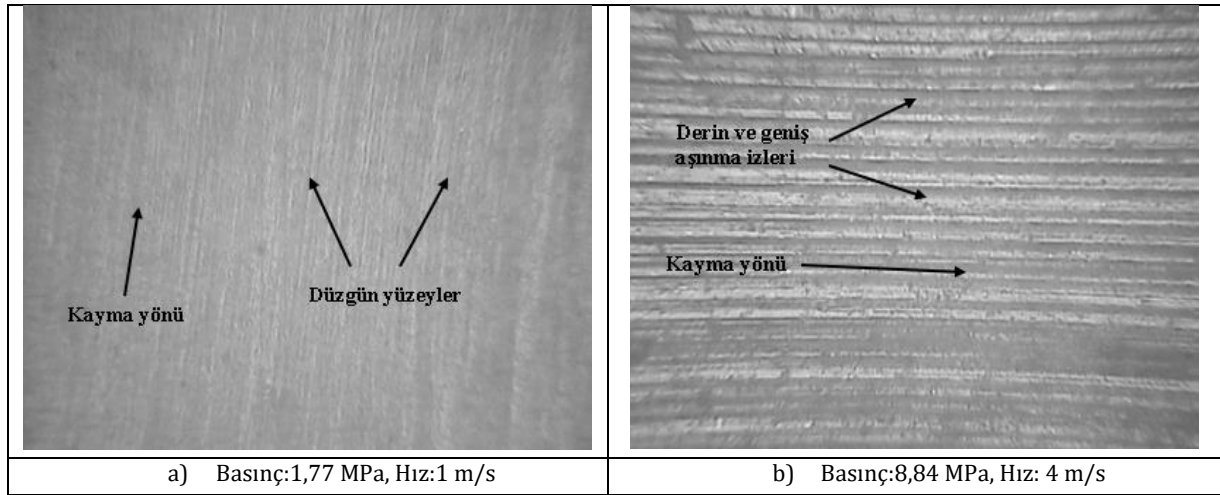 Kayma yönü
Düzgün yüzeyler
Derin ve geniş
aşınma izleri
Kayma yönü
a) Basınç:1,77 MPa, Hız:1 m/s
b) Basınç:8,84 MPa, Hız: 4 m/s